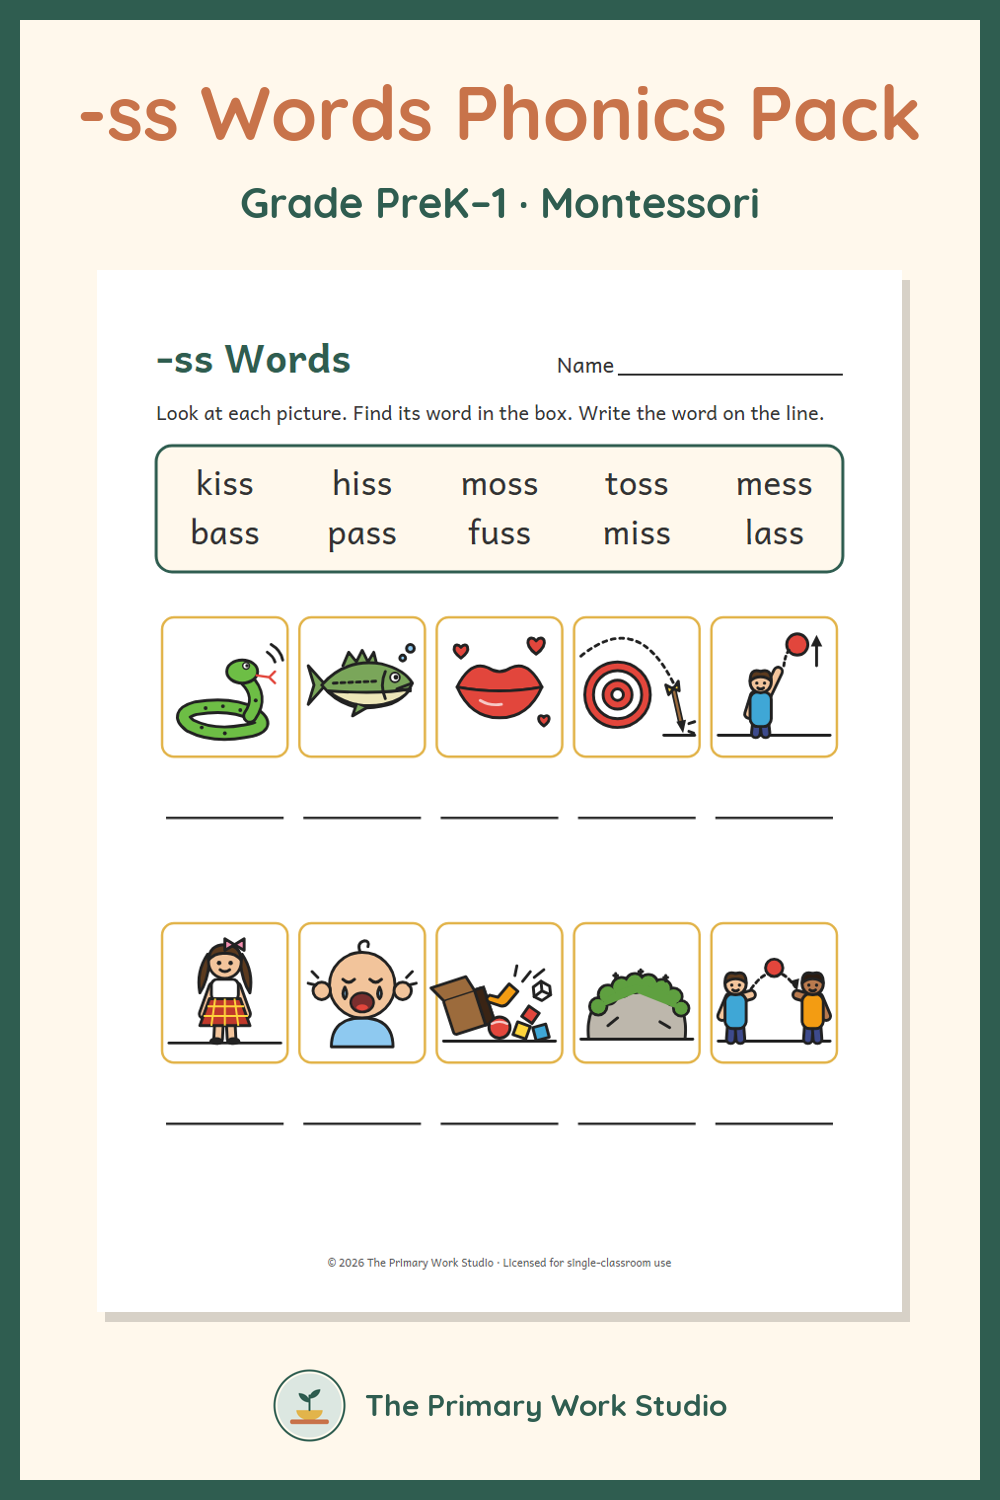 -ss Words Phonics Pack
Grade PreK–1 · Montessori
-ss Words
Name
Look at each picture. Find its word in the box. Write the word on the line.
kiss hiss moss toss mess
bass pass fuss miss lass
© 2026 The Primary Work Studio · Licensed for single-classroom use
The Primary Work Studio